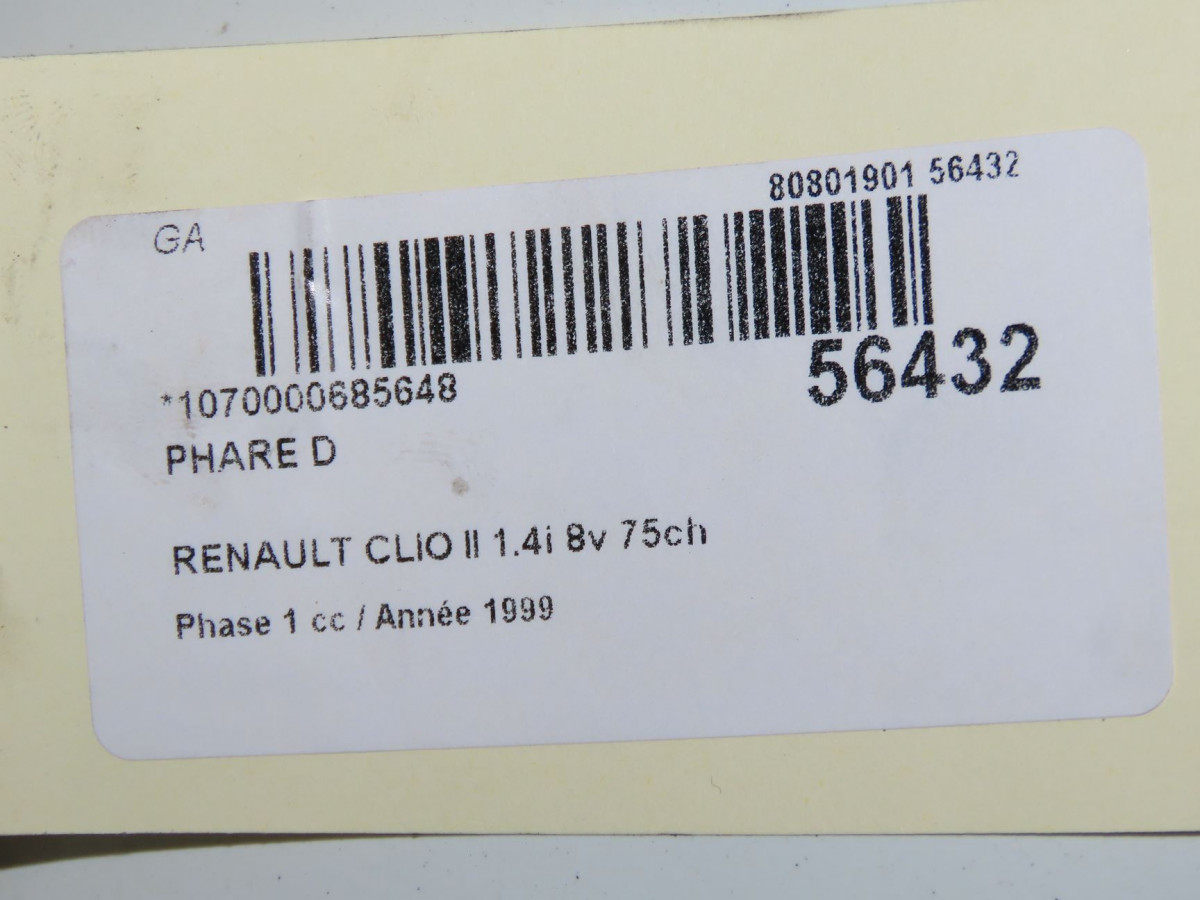 80801901 56432
GA
56432
*1070000685648
PHARE D
RENAULT CLIO II 1.4i 8v 75ch
Phase 1 cc / Année 1999